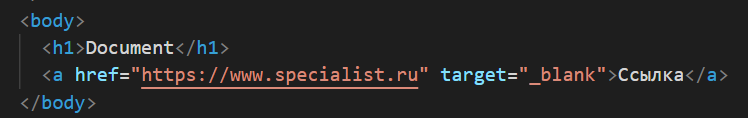 <body>
<h1>Document</h1>
<a href="https://www.specialist.ru" target="_blank">Ссылка</a>
</body>